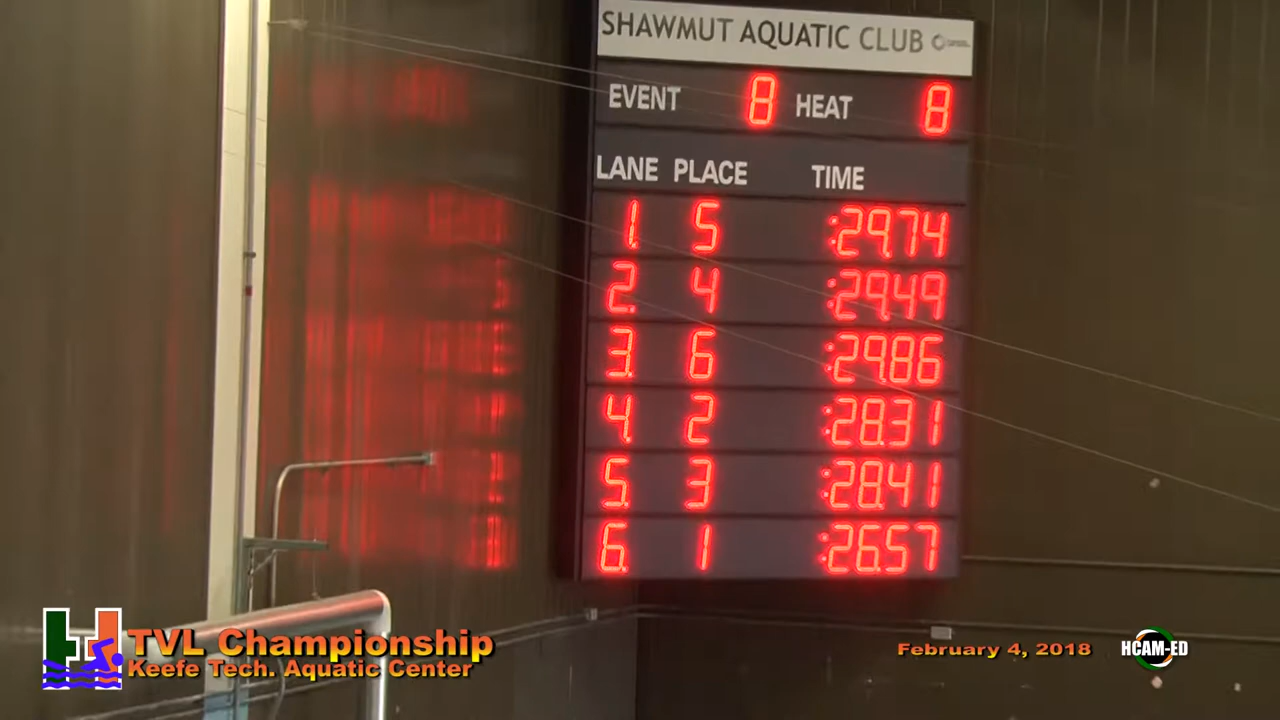 SHAWMUT AQUATIC CLUB
EVENT 8 HEAT 8
LANE PLACE TIME
1 5 :29.74
2 4 :29.49
3 6 :29.86
4 2 :28.31
5 3 :28.41
6 1 :26.57
H
TVL Championship
Keefe Tech. Aquatic Center
February 4, 2018
HCAM-ED